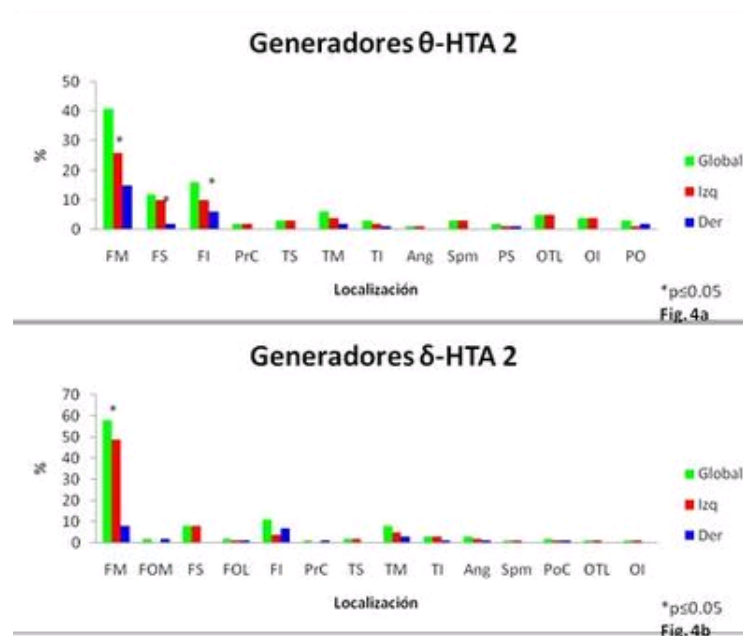 Generadores θ-HTA 2
50
40
30
20
10
0
%
* * *
FM FS FI PrC TS TM TI Ang Spm PS OTL OI PO
Localización
Global
Izq
Der
*p≤0.05
Fig. 4a
Generadores δ-HTA 2
70
60
50
40
30
20
10
0
%
*
FM FOM FS FOL FI PrC TS TM TI Ang Spm PoC OTL OI
Localización
Global
Izq
Der
*p≤0.05
Fig. 4b